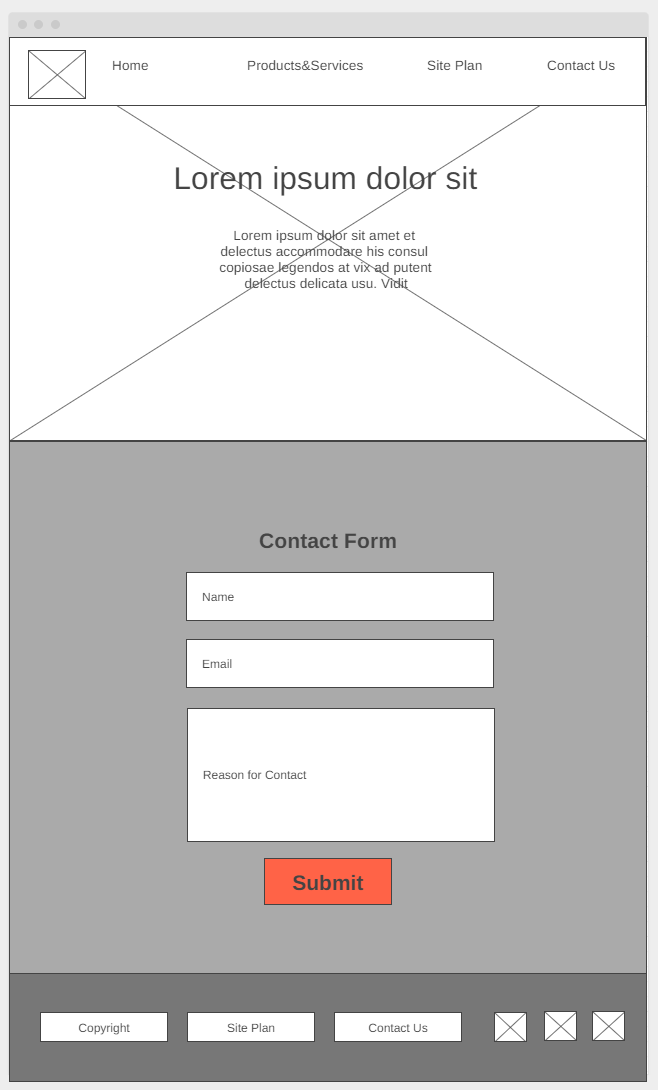 Home Products&Services Site Plan Contact Us
Lorem ipsum dolor sit
Lorem ipsum dolor sit amet et
delectus accommodare his consul
copiosae legendos at vix ad putent
delectus delicata usu. Vidit
Contact Form
Name
Email
Reason for Contact
Submit
Copyright Site Plan Contact Us